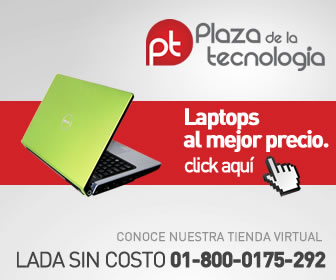 pt
Plaza de la
tecnología
Laptops
al mejor precio.
click aquí
CONOCE NUESTRA TIENDA VIRTUAL
LADA SIN COSTO 01-800-0175-292